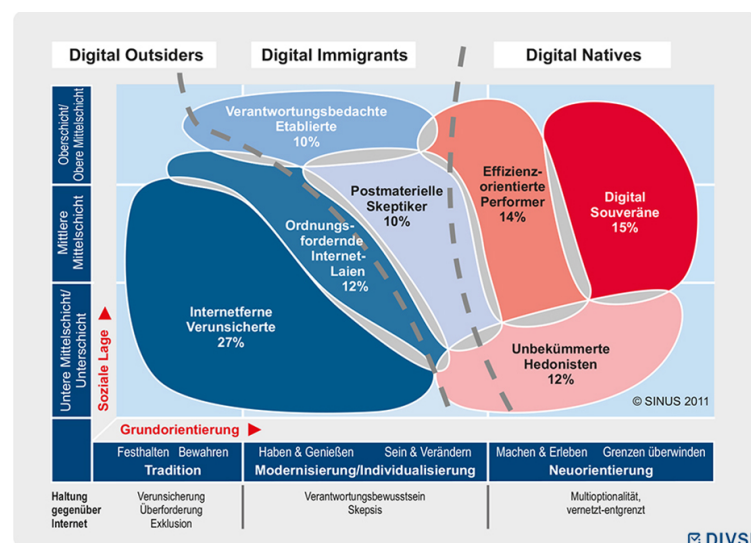 Digital Outsiders
Digital Immigrants
Digital Natives
Oberschicht/
Obere Mittelschicht
Mittlere
Mittelschicht
Untere Mittelschicht/
Unterschicht
Soziale Lage
Verantwortungsbedachte
Etablierte
10%
Postmaterielle
Skeptiker
10%
Effizienz-
orientierte
Performer
14%
Digital
Souveräne
15%
Ordnungs-
fordernde
Internet-
Laien
12%
Internetferne
Verunsicherte
27%
Unbekümmerte
Hedonisten
12%
© SINUS 2011
Grundorientierung
Festhalten Bewahren
Tradition
Haben & Genießen Sein & Verändern
Modernisierung/Individualisierung
Machen & Erleben Grenzen überwinden
Neuorientierung
Haltung
gegenüber
Internet
Verunsicherung
Überforderung
Exklusion
Verantwortungsbewusstsein
Skepsis
Multioptionalität,
vernetzt-entgrenzt
DIVSI